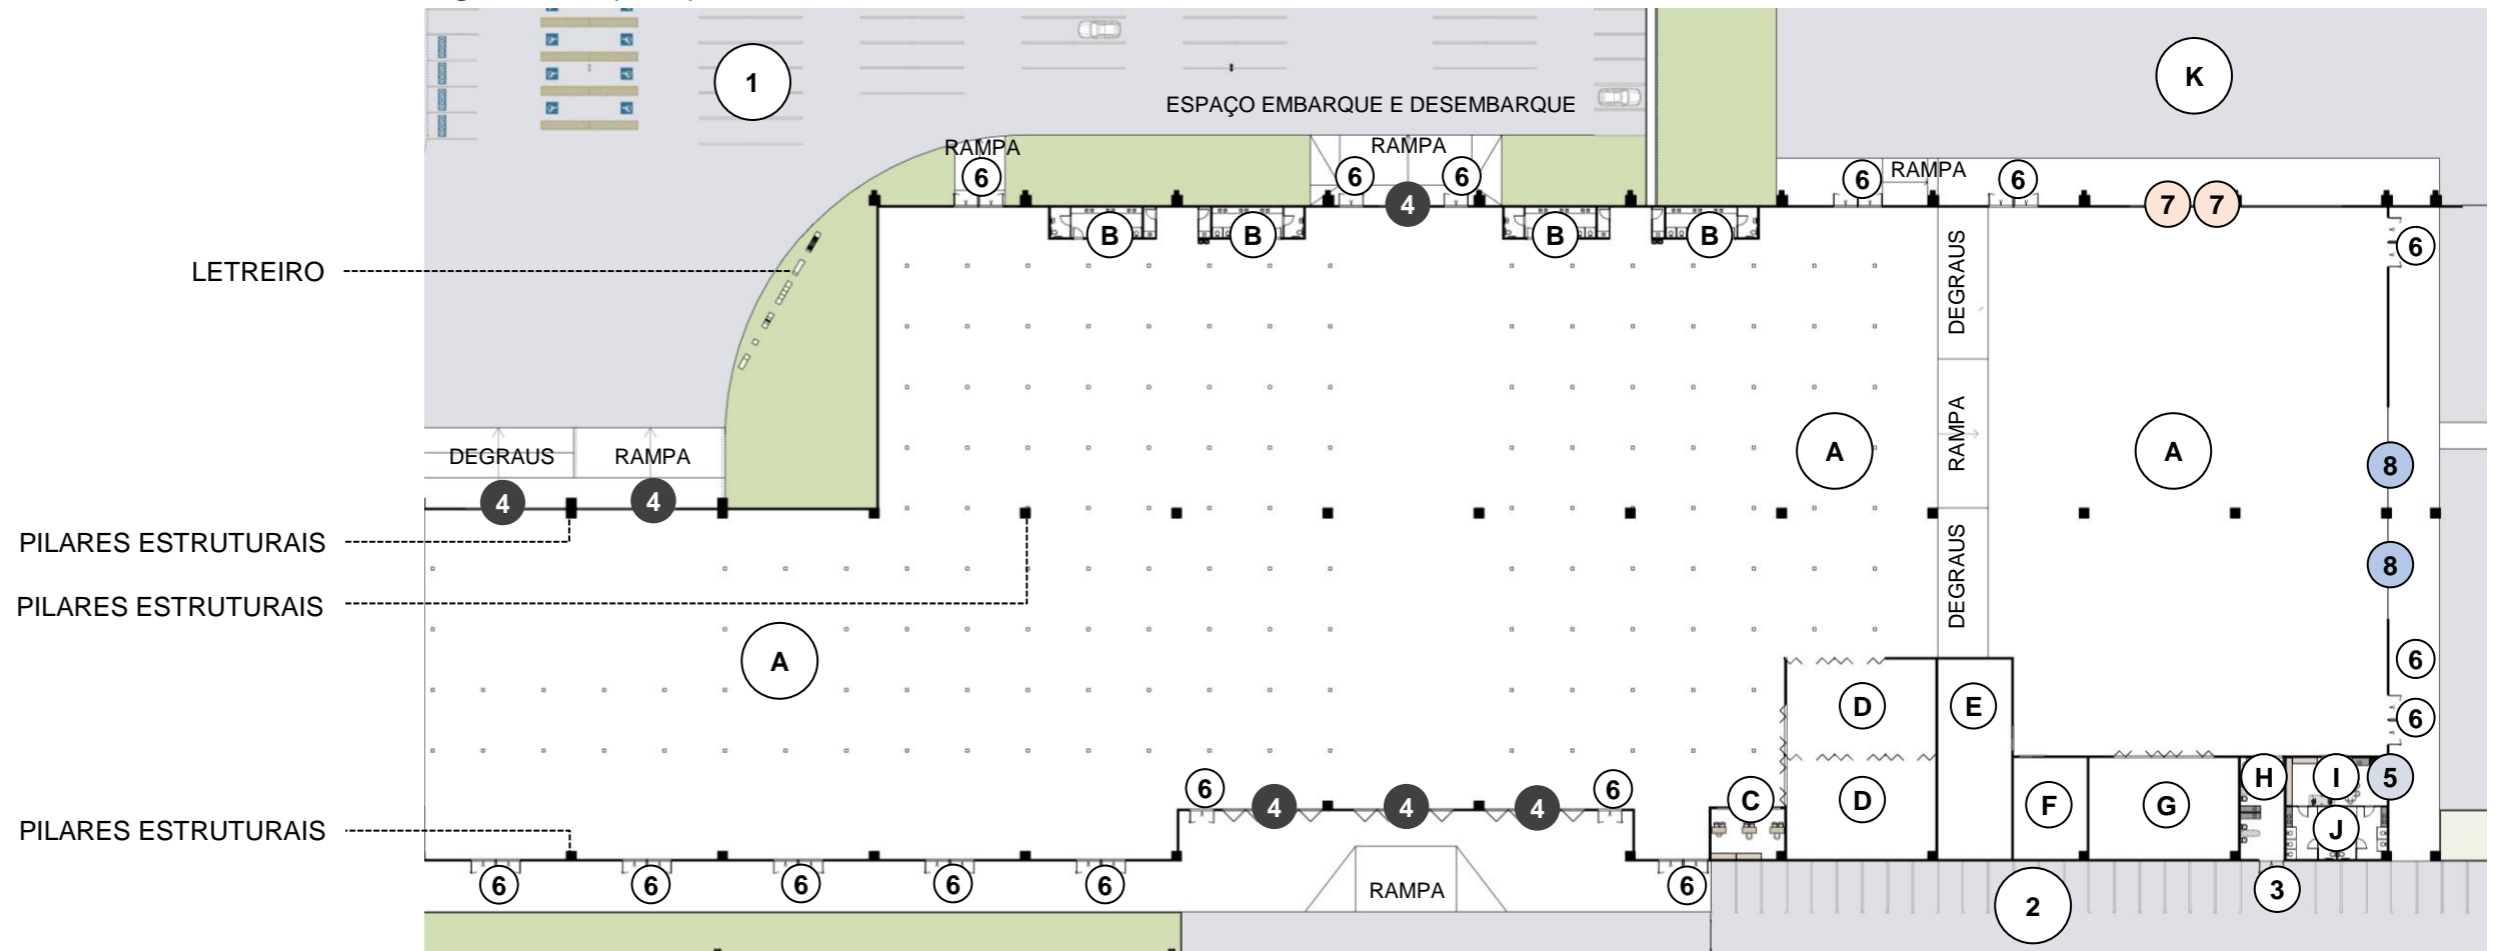 1
K
ESPAÇO EMBARQUE E DESEMBARQUE
RAMPA
RAMPA
RAMPA
6
6
6
6
6
4
7
7
B
B
B
B
6
LETREIRO
DEGRAUS
RAMPA
DEGRAUS
A
A
8
DEGRAUS
RAMPA
4
4
PILARES ESTRUTURAIS
8
PILARES ESTRUTURAIS
A
6
D
E
6
6
4
4
4
6
C
D
F
G
H
I
5
J
PILARES ESTRUTURAIS
6
6
6
6
6
RAMPA
6
2
3